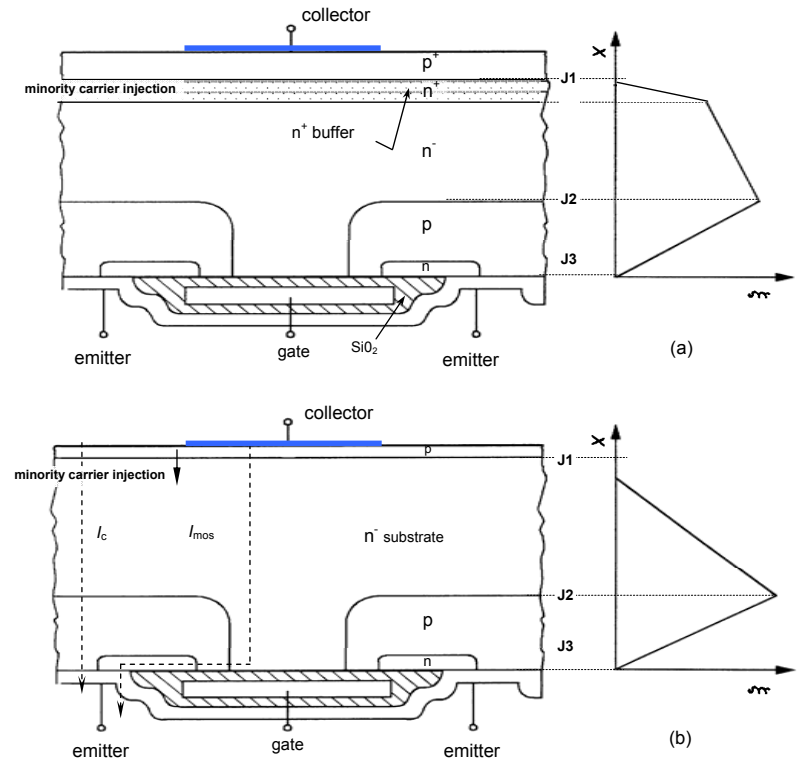 collector
p+
J1
X
minority carrier injection
n+
n+ buffer
n-
J2
p
J3
n
ξ
emitter
gate
SiO2
emitter
(a)
collector
p
J1
X
minority carrier injection
Ic
Imos
n- substrate
J2
p
J3
n
ξ
emitter
gate
emitter
(b)